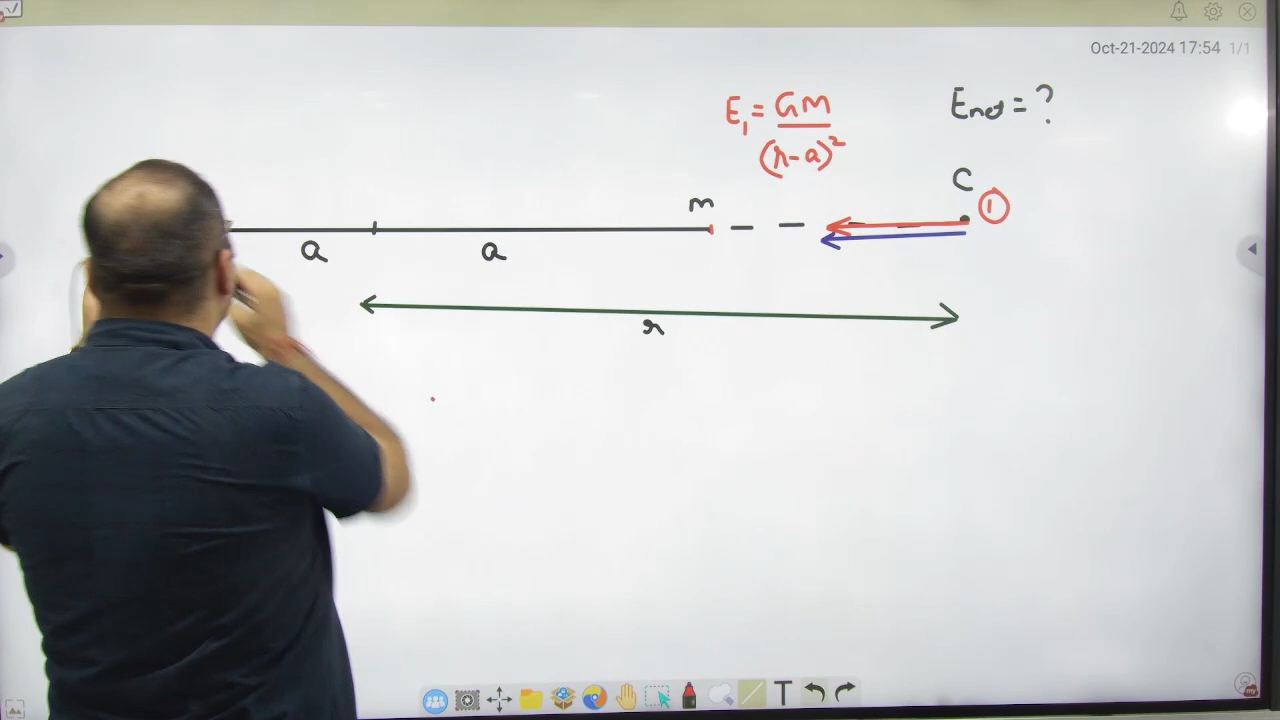 Oct-21-2024 17:54 1/1
E₁ = GM
(r-a)²
Enet = ?
C
①
m
a
a
r
T